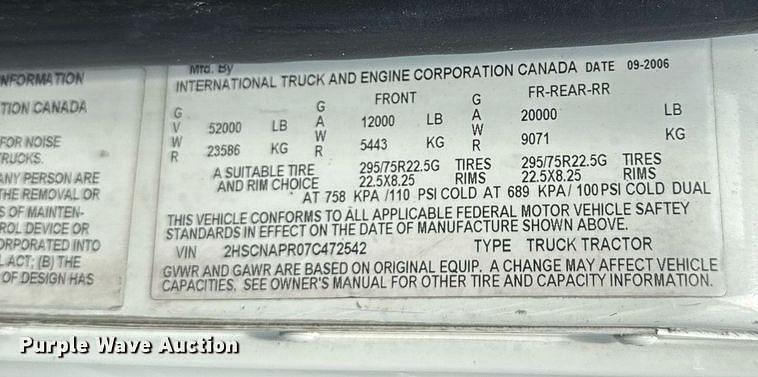 NFORMATION
TION CANADA
FOR NOISE
RUCKS.
ANY PERSON ARE
THE REMOVAL OR
S OF MAINTEN-
ROL DEVICE OR
ORPORATED INTO
ACT; (B) THE
OF DESIGN HAS
Mfg. By
INTERNATIONAL TRUCK AND ENGINE CORPORATION CANADA DATE 09-2006
FRONT FR-REAR-RR
GVWR 52000 LB GAWR 12000 LB GAWR 20000 LB
23586 KG 5443 KG 9071 KG
A SUITABLE TIRE 295/75R22.5G TIRES 295/75R22.5G TIRES
AND RIM CHOICE 22.5X8.25 RIMS 22.5X8.25 RIMS
AT 758 KPA /110 PSI COLD AT 689 KPA/ 100 PSI COLD DUAL
THIS VEHICLE CONFORMS TO ALL APPLICABLE FEDERAL MOTOR VEHICLE SAFTEY
STANDARDS IN EFFECT ON THE DATE OF MANUFACTURE SHOWN ABOVE.
VIN 2HSCNAPR07C472542 TYPE TRUCK TRACTOR
GVWR AND GAWR ARE BASED ON ORIGINAL EQUIP. A CHANGE MAY AFFECT VEHICLE
CAPACITIES. SEE OWNER'S MANUAL FOR OTHER TIRE AND CAPACITY INFORMATION.
Purple Wave Auction